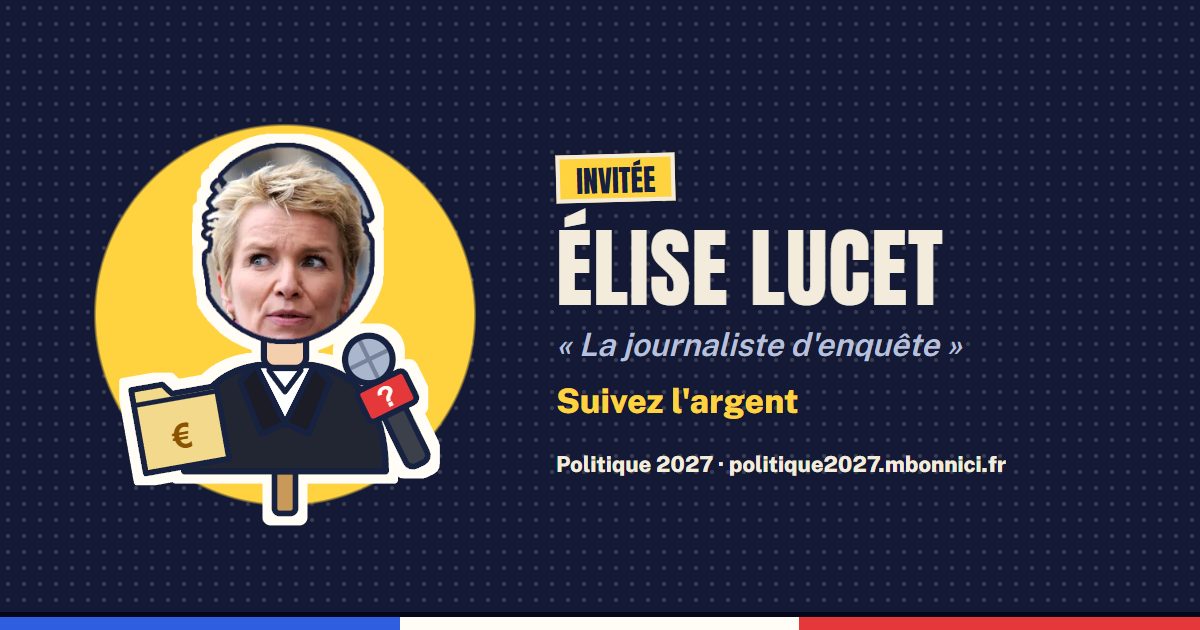 €
?
INVITÉE
ÉLISE LUCET
« La journaliste d'enquête »
Suivez l'argent
Politique 2027 · politique2027.mbonnici.fr